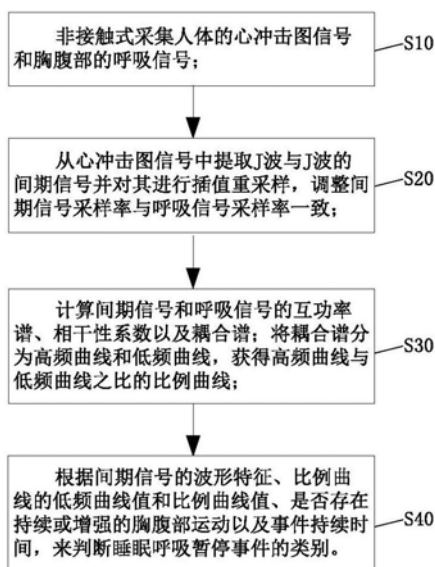 非接触式采集人体的心冲击图信号
和胸腹部的呼吸信号；
S10
从心冲击图信号中提取J波与J波的
间期信号并对其进行插值重采样，调整间
期信号采样率与呼吸信号采样率一致；
S20
计算间期信号和呼吸信号的互功率
谱、相干性系数以及耦合谱；将耦合谱分
为高频曲线和低频曲线，获得高频曲线与
低频曲线之比的比例曲线；
S30
根据间期信号的波形特征、比例曲
线的低频曲线值和比例曲线值、是否存在
持续或增强的胸腹部运动以及事件持续时
间，来判断睡眠呼吸暂停事件的类别。
S40